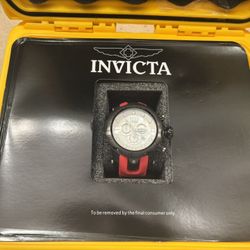 INVICTA
To be removed by the final consumer only.